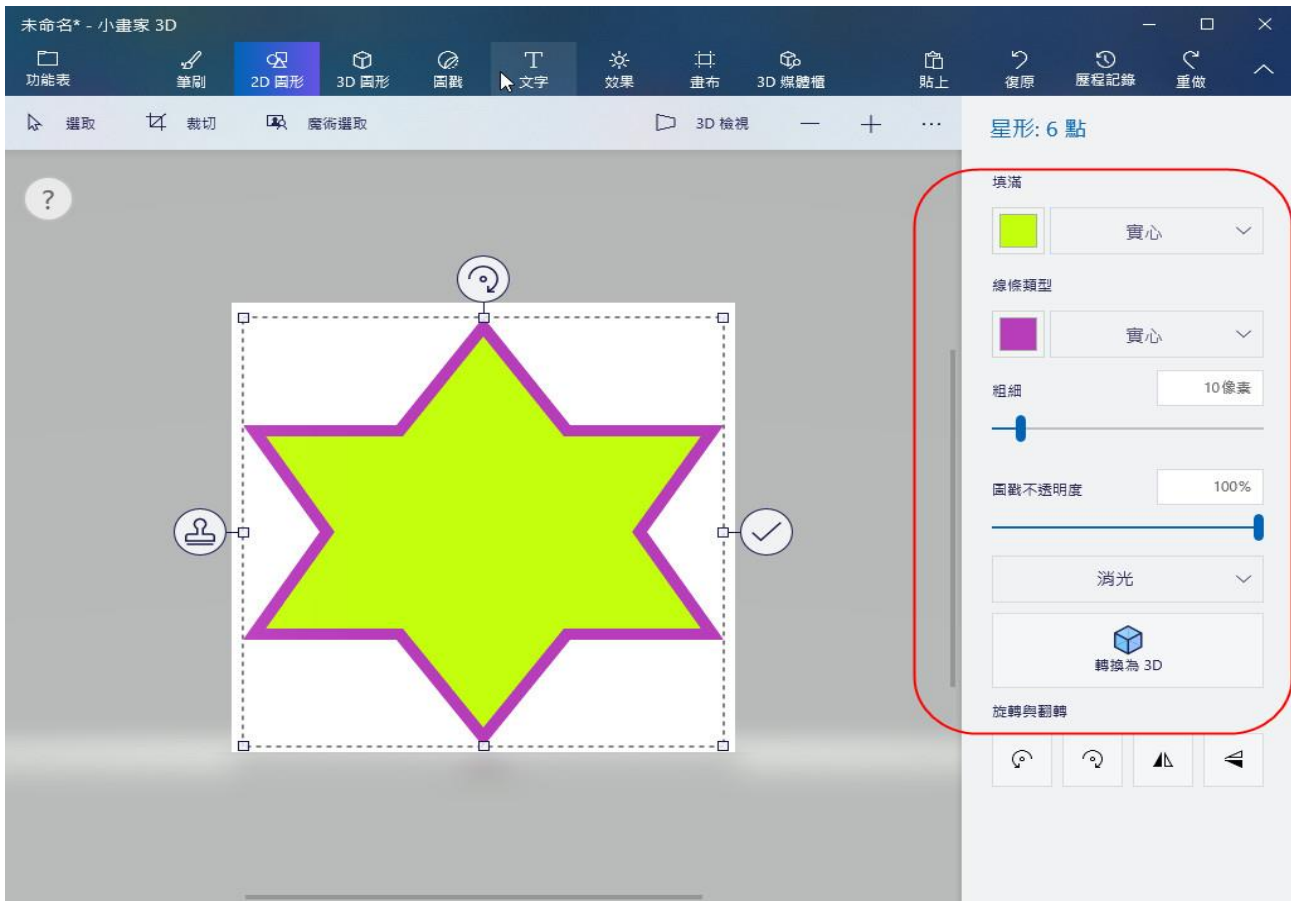 未命名* - 小畫家 3D
功能表
筆刷
2D 圖形
3D 圖形
圖戳
文字
效果
畫布
3D 媒體櫃
貼上
復原
歷程記錄
重做
選取
裁切
魔術選取
3D 檢視
星形: 6 點
?
填滿
實心
線條類型
實心
粗細
10像素
圖戳不透明度
100%
消光
轉換為 3D
旋轉與翻轉